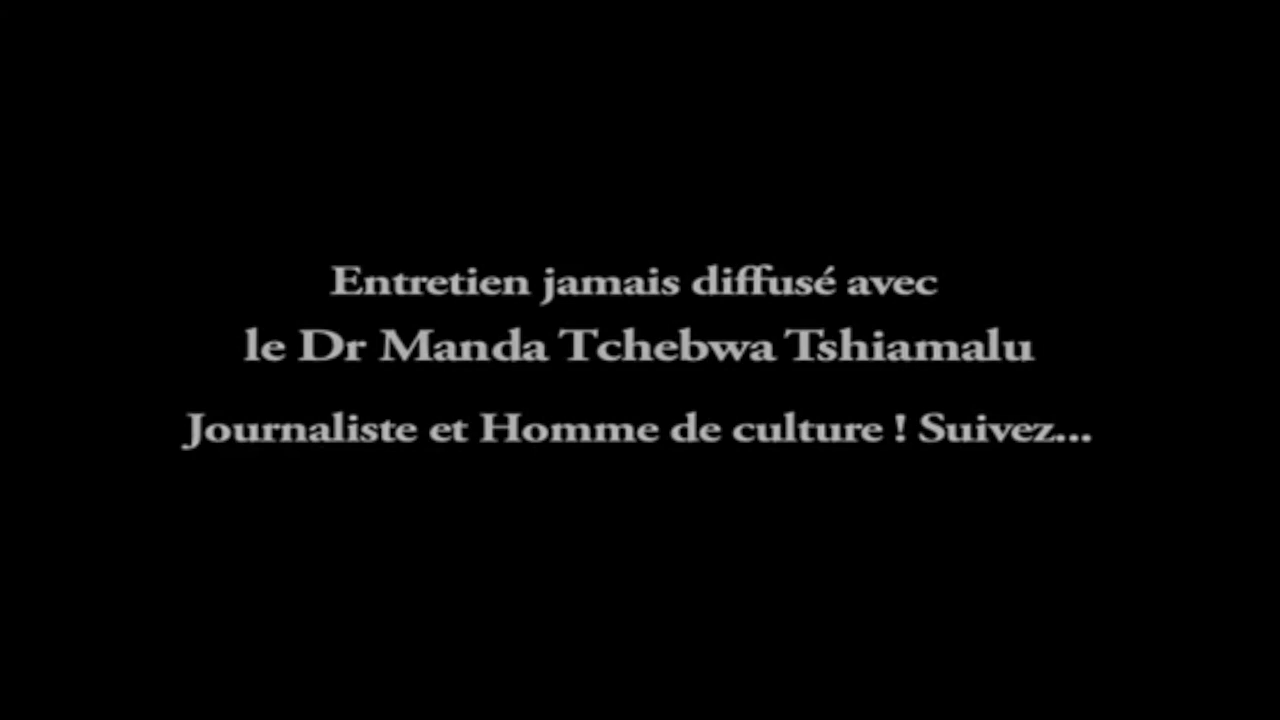 Entretien jamais diffusé avec
le Dr Manda Tchebwa Tshiamalu
Journaliste et Homme de culture ! Suivez...